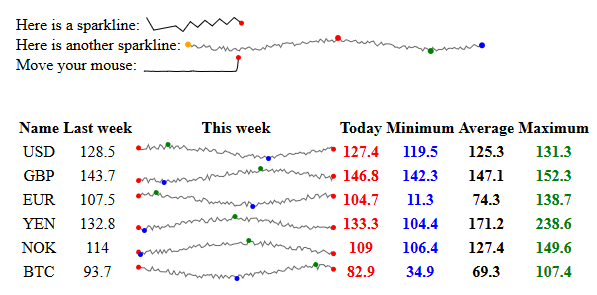 Here is a sparkline:
Here is another sparkline:
Move your mouse:
Name Last week This week Today Minimum Average Maximum
USD 128.5 127.4 119.5 125.3 131.3
GBP 143.7 146.8 142.3 147.1 152.3
EUR 107.5 104.7 11.3 74.3 138.7
YEN 132.8 133.3 104.4 171.2 238.6
NOK 114 109 106.4 127.4 149.6
BTC 93.7 82.9 34.9 69.3 107.4